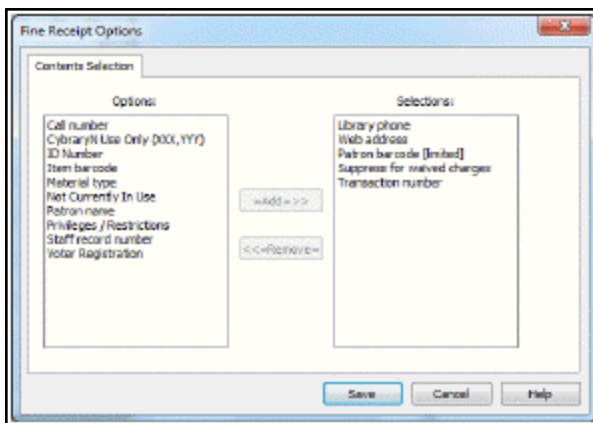 Fine Receipt Options
Contents Selection
Options:
Selections:
Call number
CybraryN Use Only (XXX,YYY)
ID Number
Item barcode
Material type
Not Currently In Use
Patron name
Privileges / Restrictions
Staff record number
Voter Registration
=Add=>>
<<=Remove=
Library phone
Web address
Patron barcode [limited]
Suppress for waived charges
Transaction number
Save
Cancel
Help